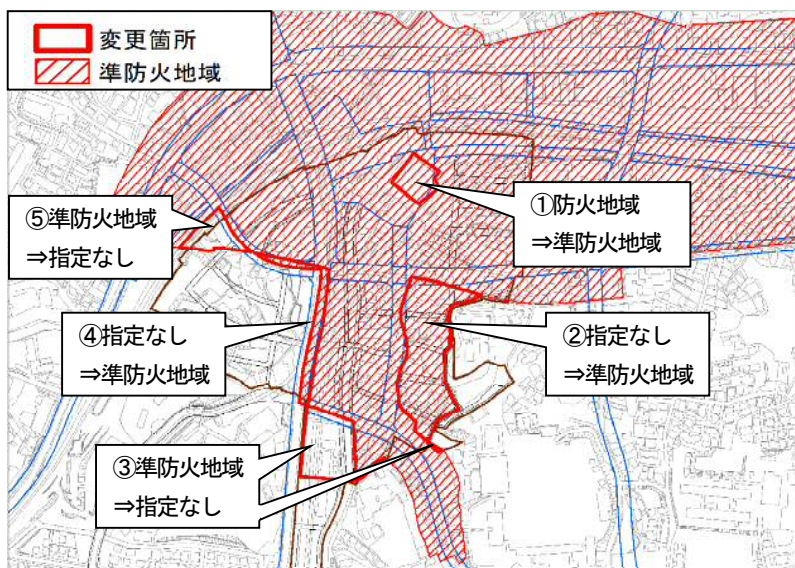 変更箇所
準防火地域
①防火地域
⇒準防火地域
⑤準防火地域
⇒指定なし
④指定なし
⇒準防火地域
②指定なし
⇒準防火地域
③準防火地域
⇒指定なし